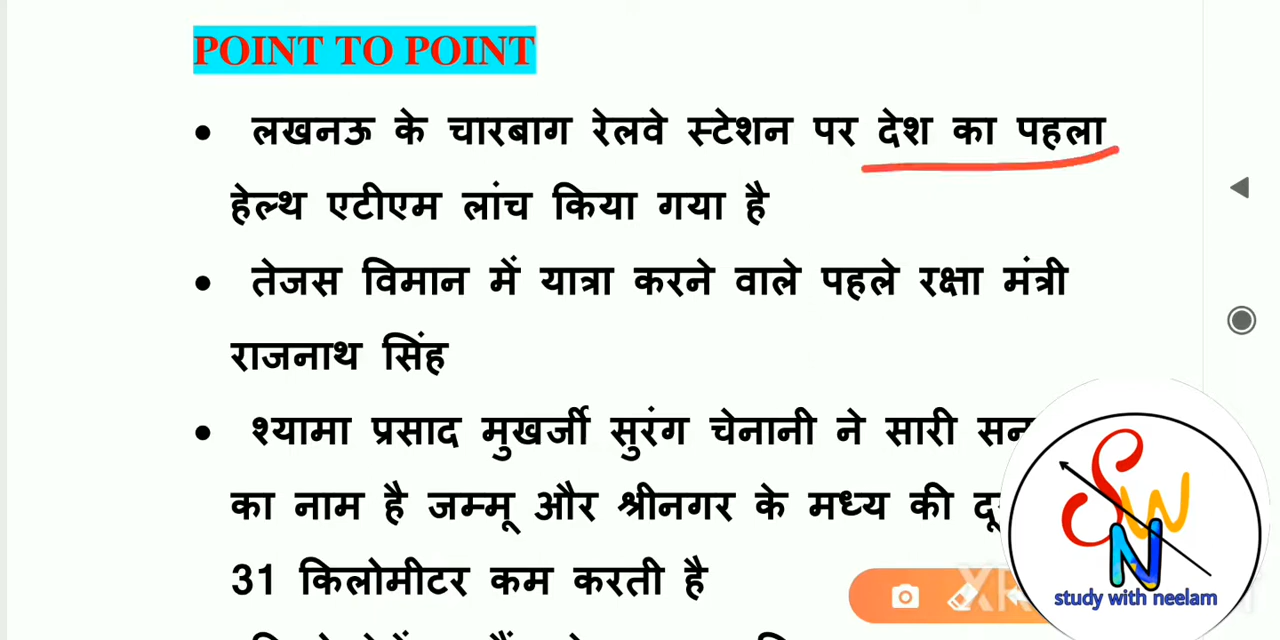 POINT TO POINT
• लखनऊ के चारबाग रेलवे स्टेशन पर देश का पहला
हेल्थ एटीएम लांच किया गया है
• तेजस विमान में यात्रा करने वाले पहले रक्षा मंत्री
राजनाथ सिंह
• श्यामा प्रसाद मुखर्जी सुरंग चेनानी ने सारी
का नाम है जम्मू और श्रीनगर के मध्य की
31 किलोमीटर कम करती है
SWN
study with neelam